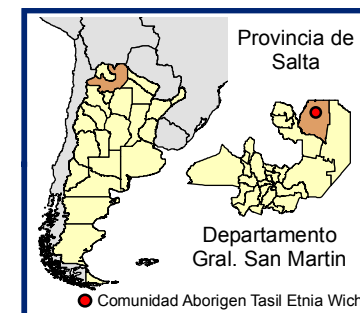 Provincia de
Salta
Departamento
Gral. San Martin
Comunidad Aborigen Tasil Etnia Wich